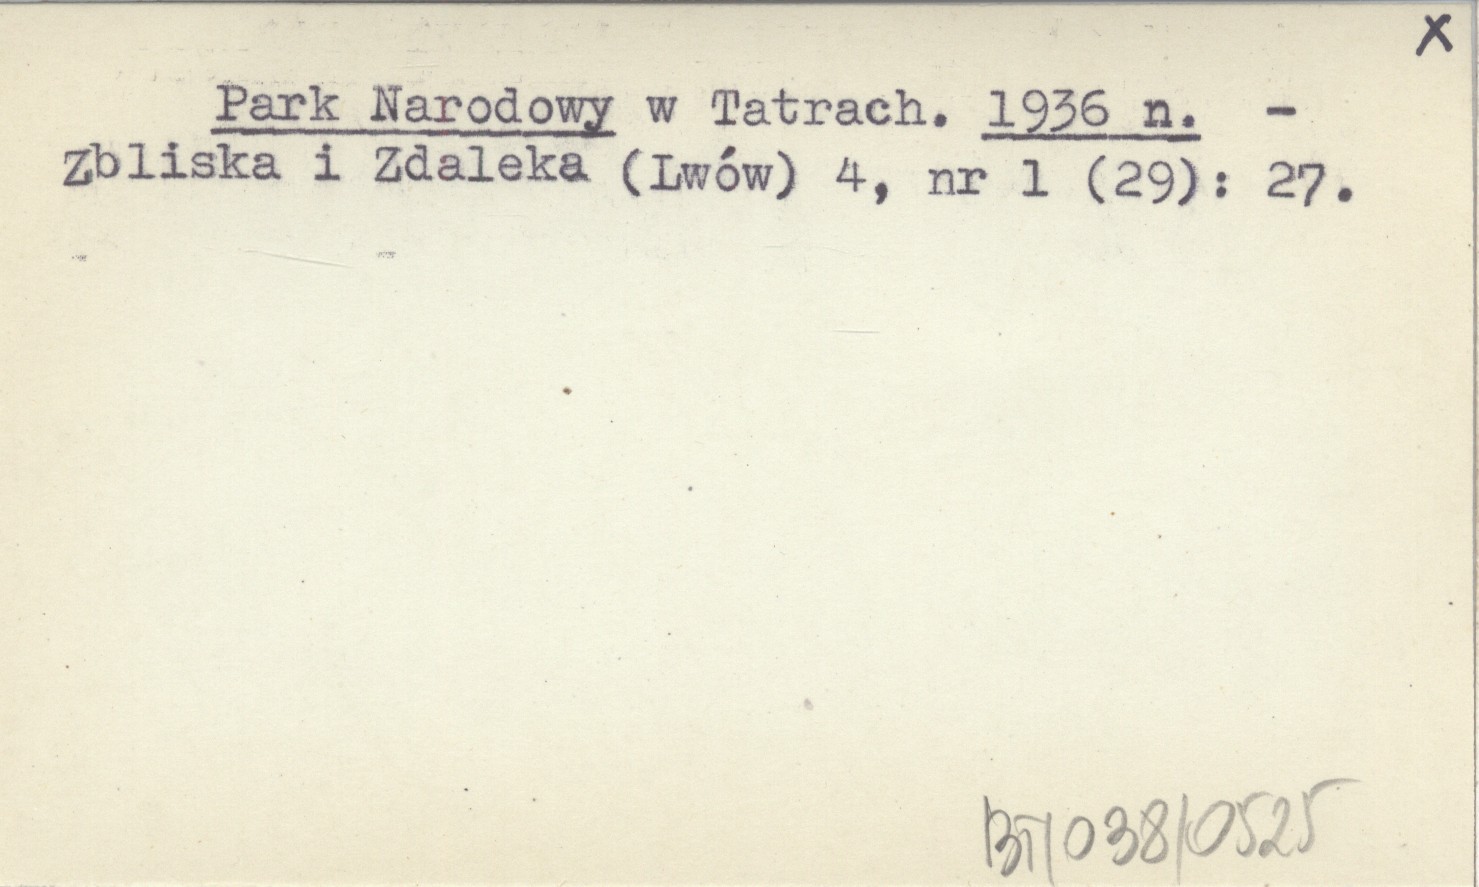 x
Park Narodowy w Tatrach. 1936 n. -
Zbliska i Zdaleka (Lwów) 4, nr 1 (29): 27.
BT/038/0525